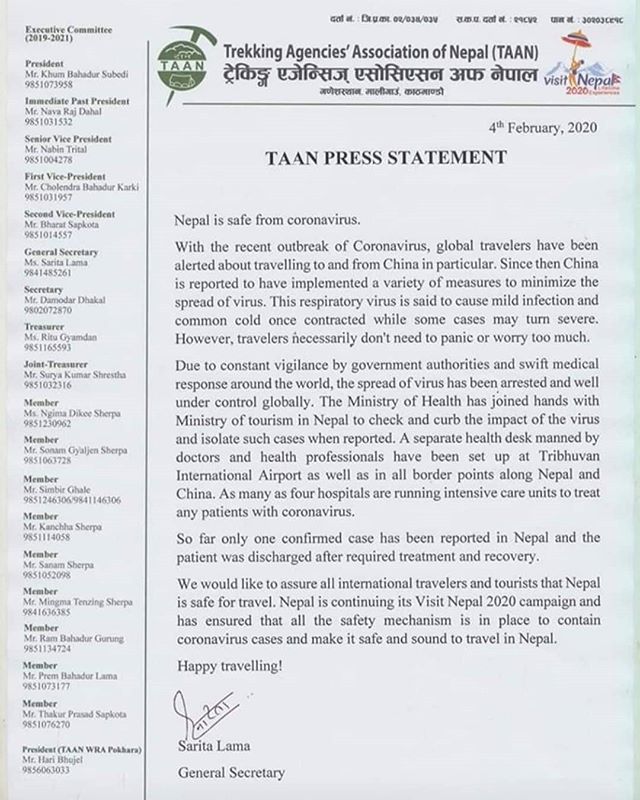 दर्ता नं. : जि.प्र.का. ०२/०३४/०३५ स.क.प. दर्ता नं. : २१८४२ पान नं. : ३०२०३८१९८
Executive Committee
(2019-2021)
President
Mr. Khum Bahadur Subedi
9851073958
Immediate Past President
Mr. Nava Raj Dahal
9851031532
Senior Vice President
Mr. Nabin Trital
9851004278
First Vice-President
Mr. Cholendra Bahadur Karki
9851031957
Second Vice-President
Mr. Bharat Sapkota
9851014557
General Secretary
Ms. Sarita Lama
9841485261
Secretary
Mr. Damodar Dhakal
9802072870
Treasurer
Ms. Ritu Gyamdan
9851165593
Joint-Treasurer
Mr. Surya Kumar Shrestha
9851032316
Member
Ms. Ngima Dikee Sherpa
9851230962
Member
Mr. Sonam Gyaljen Sherpa
9851063728
Member
Mr. Simbir Ghale
9851246306/9841146306
Member
Mr. Kanchha Sherpa
9851114058
Member
Mr. Sanam Sherpa
9851052098
Member
Mr. Mingma Tenzing Sherpa
9841636385
Member
Mr. Ram Bahadur Gurung
9851134724
Member
Mr. Prem Bahadur Lama
9851073177
Member
Mr. Thakur Prasad Sapkota
9851076270
President (TAAN WRA Pokhara)
Mr. Hari Bhujel
9856063033
TAAN
Trekking Agencies' Association of Nepal (TAAN)
ट्रेकिङ्ग एजेन्सिज् एसोसिएसन अफ नेपाल
गणेशस्थान, मालीगाउं, काठमाण्डौ
visit Nepal
2020 Lifetime Experiences
4th February, 2020
TAAN PRESS STATEMENT
Nepal is safe from coronavirus.
With the recent outbreak of Coronavirus, global travelers have been
alerted about travelling to and from China in particular. Since then China
is reported to have implemented a variety of measures to minimize the
spread of virus. This respiratory virus is said to cause mild infection and
common cold once contracted while some cases may turn severe.
However, travelers necessarily don't need to panic or worry too much.
Due to constant vigilance by government authorities and swift medical
response around the world, the spread of virus has been arrested and well
under control globally. The Ministry of Health has joined hands with
Ministry of tourism in Nepal to check and curb the impact of the virus
and isolate such cases when reported. A separate health desk manned by
doctors and health professionals have been set up at Tribhuvan
International Airport as well as in all border points along Nepal and
China. As many as four hospitals are running intensive care units to treat
any patients with coronavirus.
So far only one confirmed case has been reported in Nepal and the
patient was discharged after required treatment and recovery.
We would like to assure all international travelers and tourists that Nepal
is safe for travel. Nepal is continuing its Visit Nepal 2020 campaign and
has ensured that all the safety mechanism is in place to contain
coronavirus cases and make it safe and sound to travel in Nepal.
Happy travelling!
Sarita Lama
General Secretary